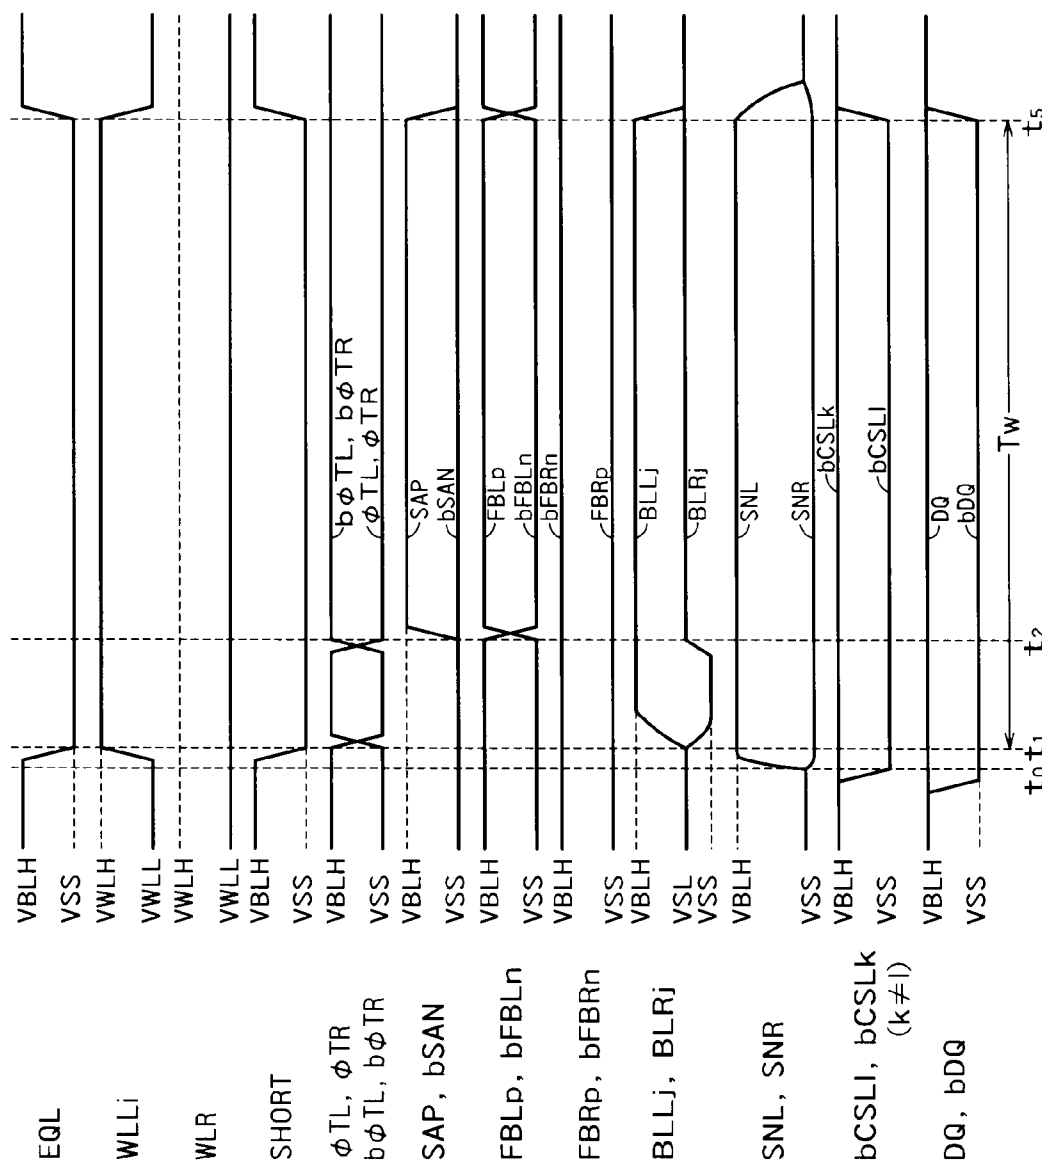 EQL
VBLH
VSS
WLLi
VWLH
VWLL
WLR
VWLH
VWLL
SHORT
VBLH
VSS
φTL, φTR
bφTL, bφTR
VBLH
VSS
bφTL, bφTR
φTL, φTR
SAP, bSAN
VBLH
VSS
SAP
bSAN
FBLp, bFBLn
VBLH
VSS
FBLp
bFBLn
FBRp, bFBRn
VBLH
VSS
bFBRn
FBRp
BLLj, BLRj
VBLH
VSL
VSS
BLLj
BLRj
SNL, SNR
VBLH
VSS
SNL
SNR
bCSLl, bCSLk
(k≠l)
VBLH
VSS
bCSLk
bCSLl
DQ, bDQ
VBLH
VSS
DQ
bDQ
t0 t1 t2 Tw t5